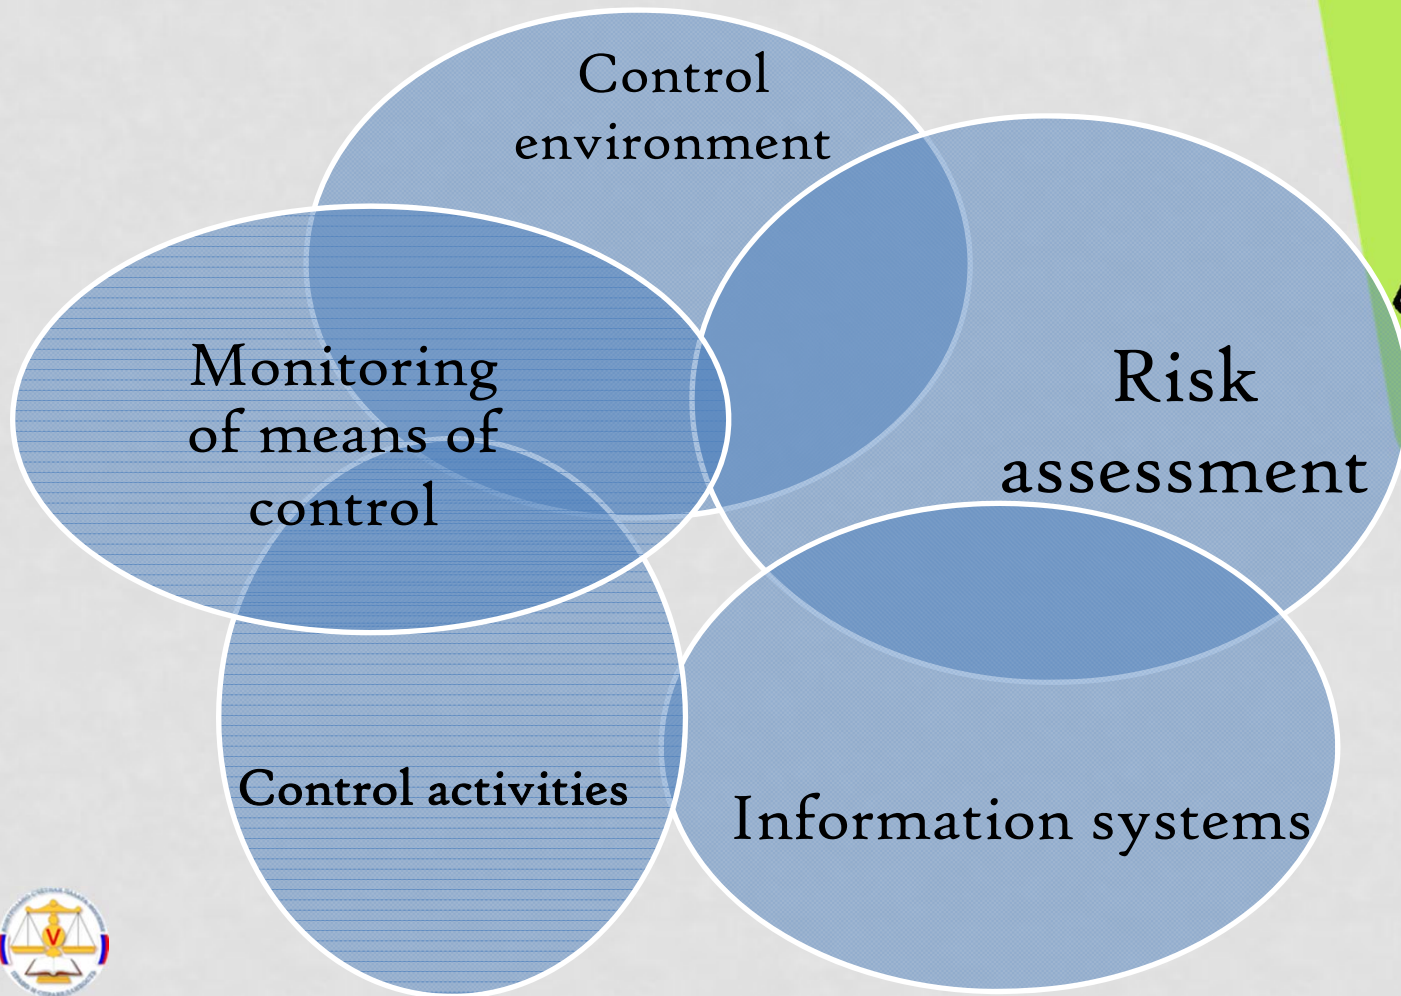 Control
environment
Risk
assessment
Monitoring
of means of
control
Control activities
Information systems
V